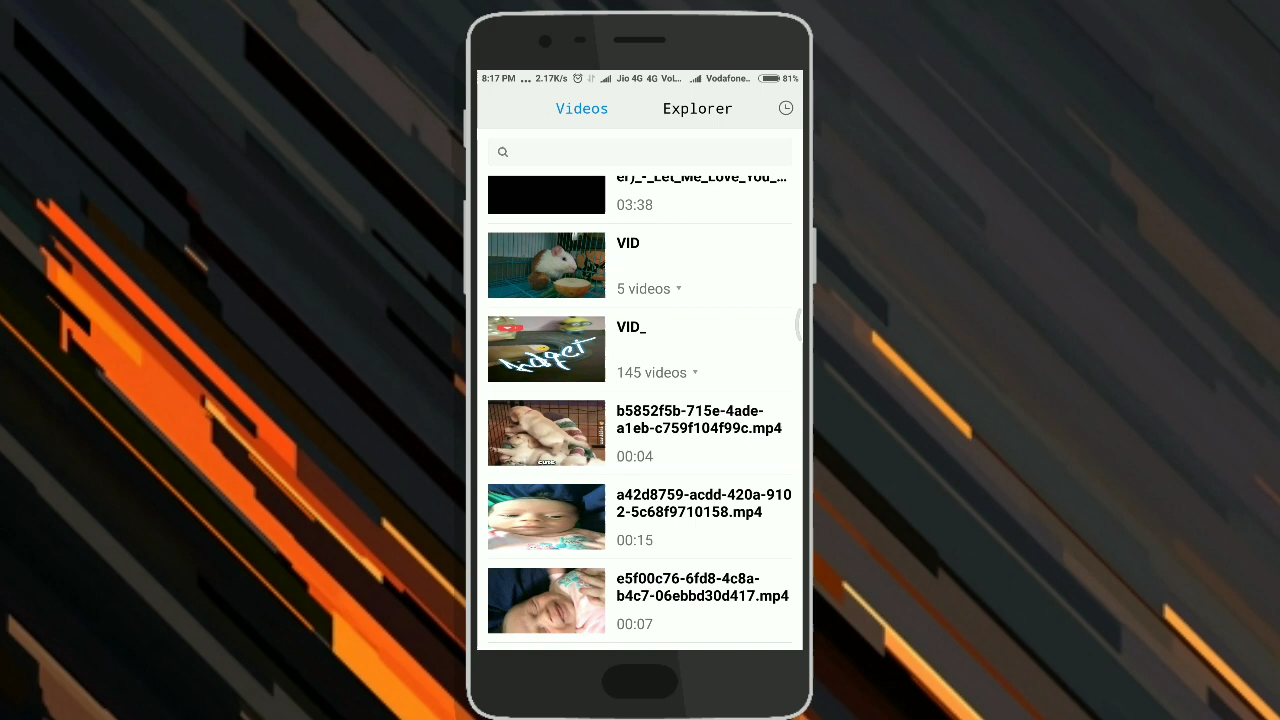 8:17 PM ... 2.17K/s Jio 4G 4G VoL... Vodafone.. 81%
Videos Explorer
er)_-_Let_Me_Love_You_...
03:38
VID
5 videos
VID_
145 videos
b5852f5b-715e-4ade-
a1eb-c759f104f99c.mp4
00:04
cute
a42d8759-acdd-420a-910
2-5c68f9710158.mp4
00:15
e5f00c76-6fd8-4c8a-
b4c7-06ebbd30d417.mp4
00:07